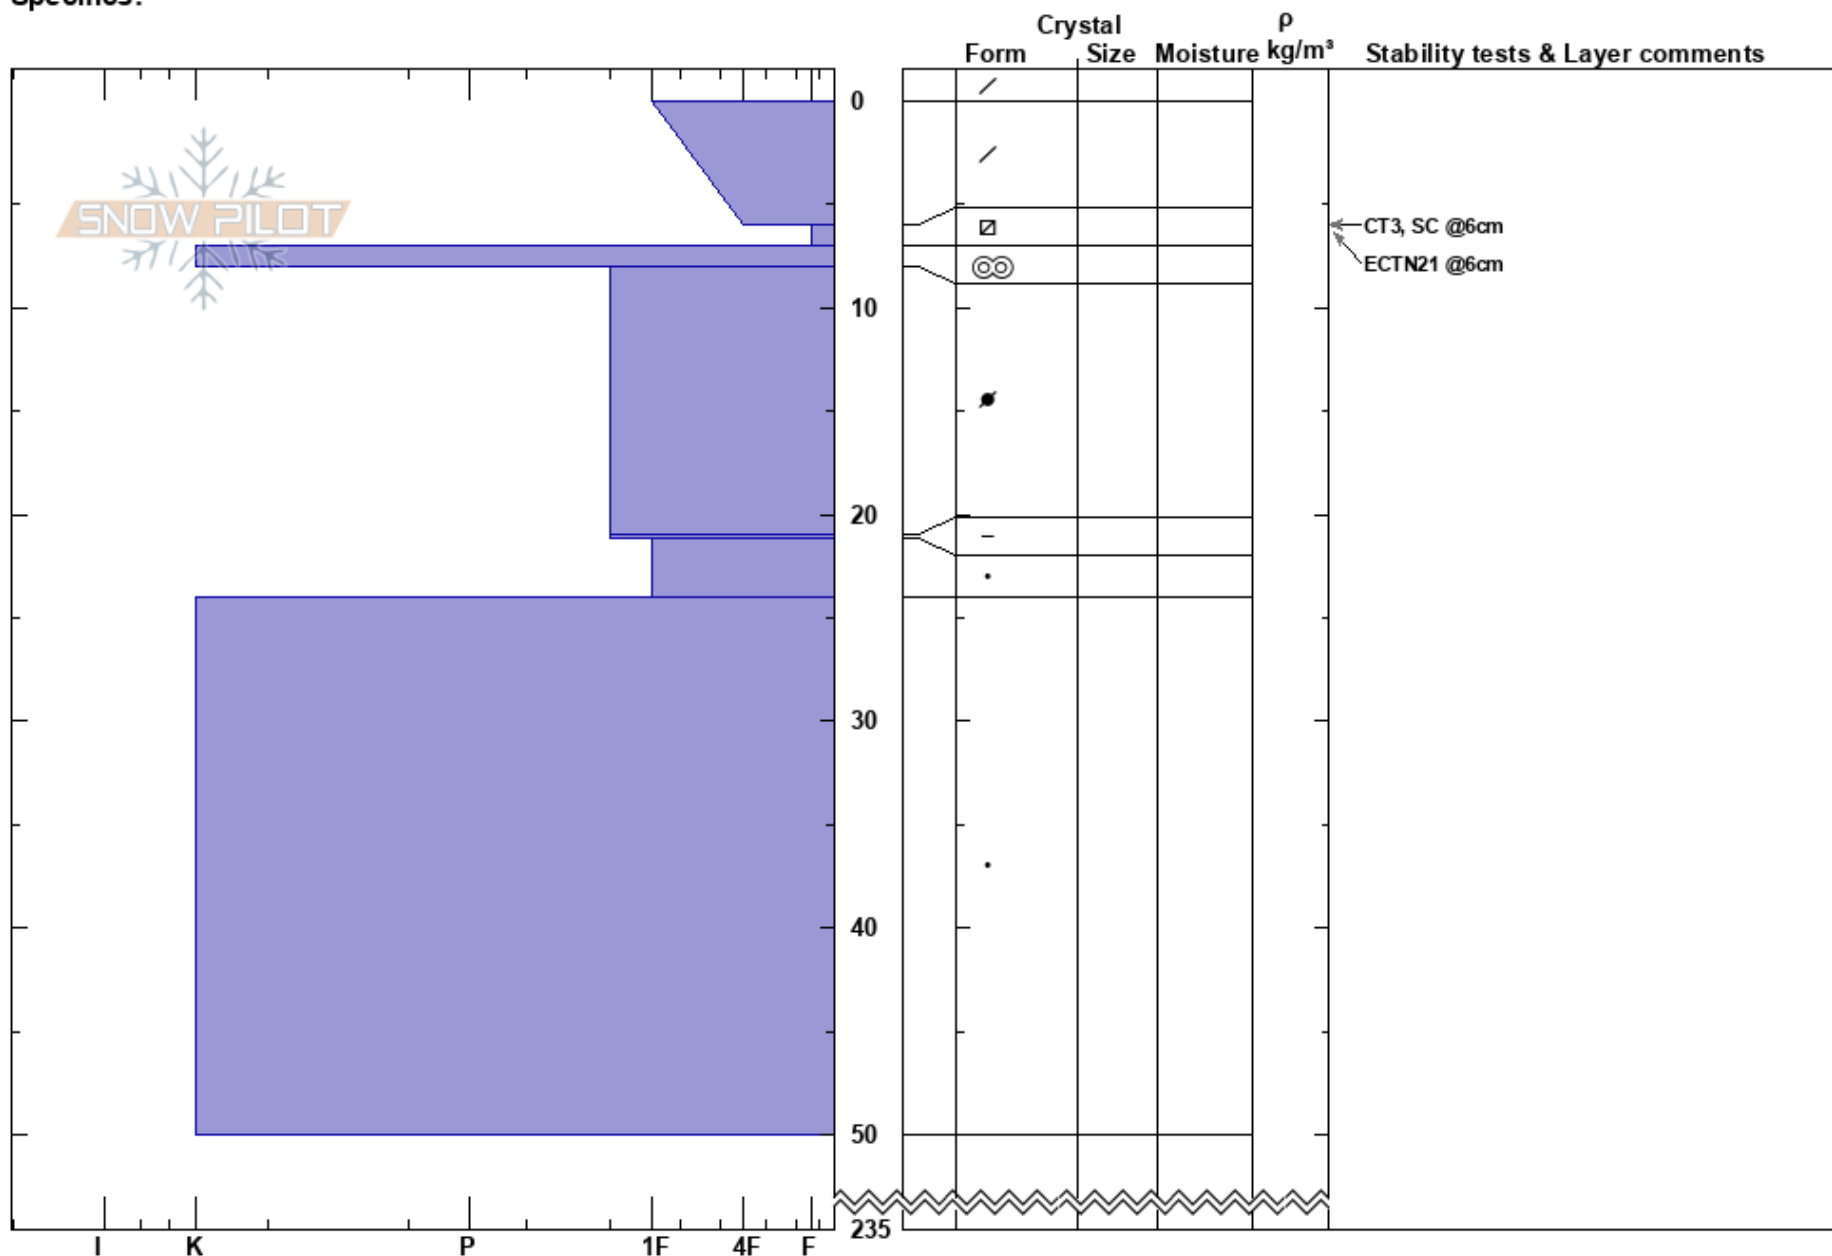 Specifics:
Crystal
ρ
Form Size Moisture kg/m³ Stability tests & Layer comments
0
SNOW PILOT
CT3, SC @6cm
ECTN21 @6cm
10
20
30
40
50
235
I K P 1F 4F F